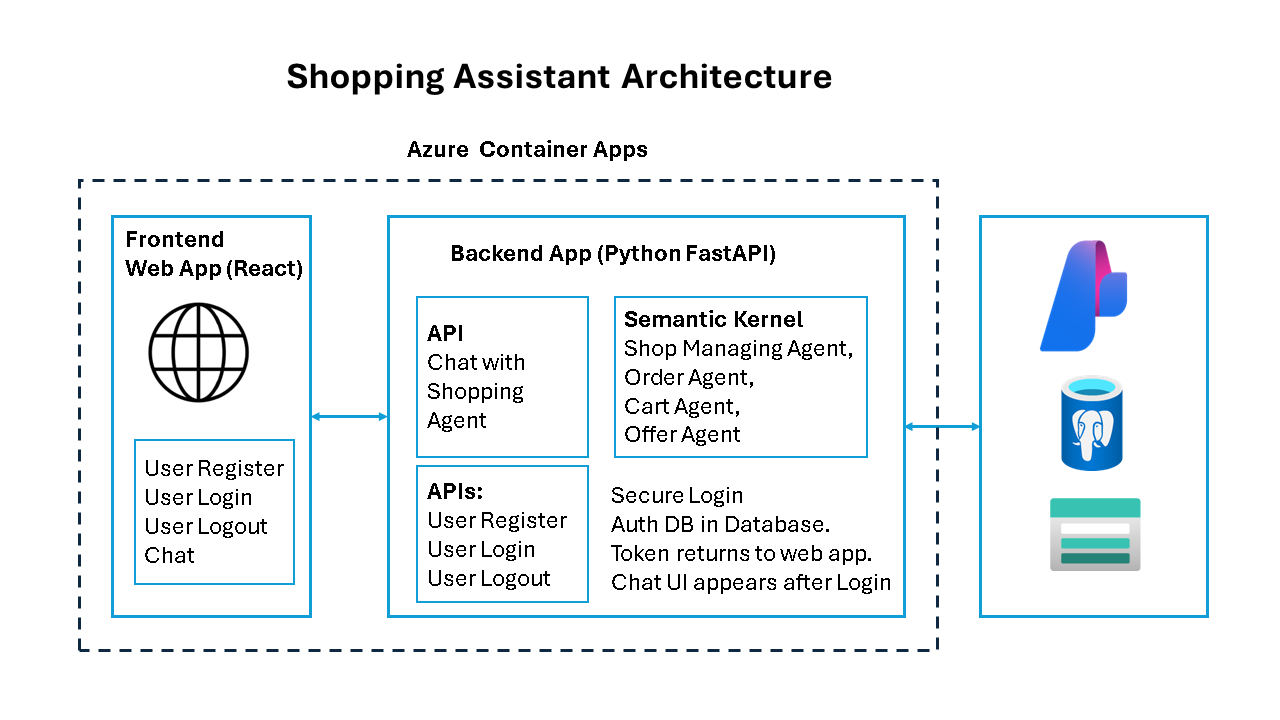 Shopping Assistant Architecture
Azure Container Apps
Frontend
Web App (React)
User Register
User Login
User Logout
Chat
Backend App (Python FastAPI)
API
Chat with
Shopping
Agent
Semantic Kernel
Shop Managing Agent,
Order Agent,
Cart Agent,
Offer Agent
APIs:
User Register
User Login
User Logout
Secure Login
Auth DB in Database.
Token returns to web app.
Chat UI appears after Login